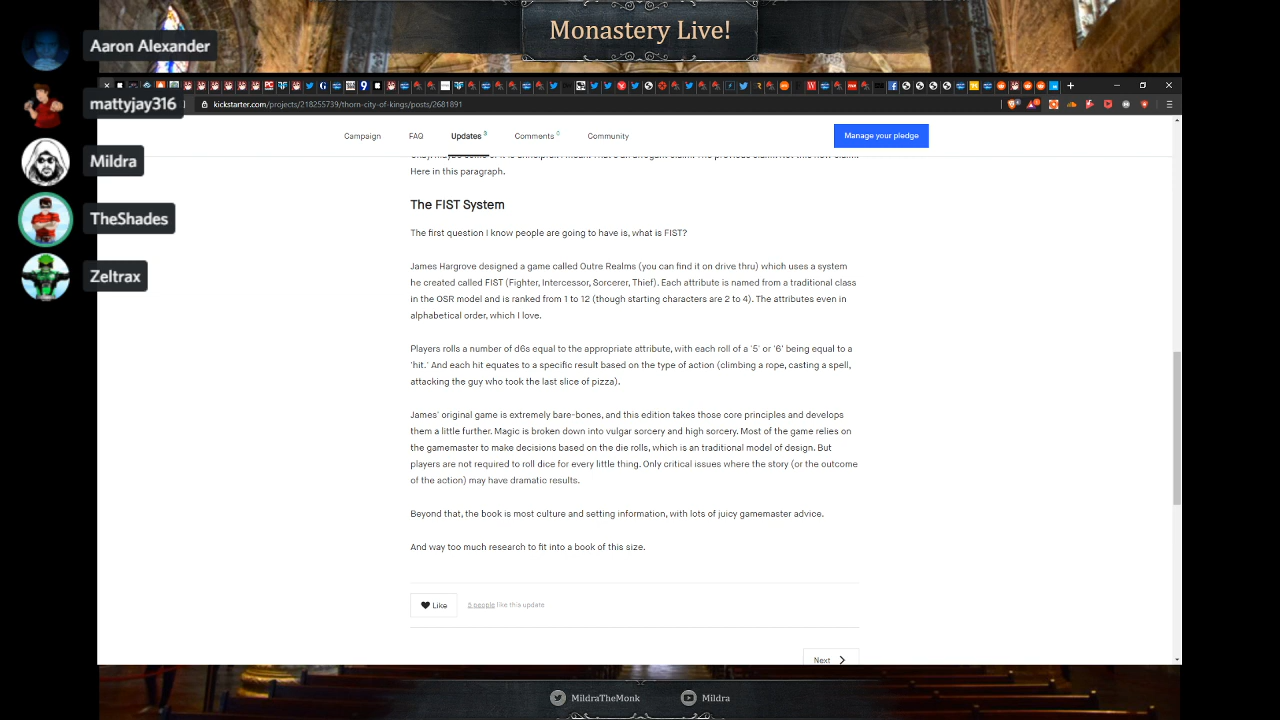 Monastery Live!
Aaron Alexander
mattyjay316
Mildra
TheShades
Zeltrax
kickstarter.com/projects/218255739/thorn-city-of-kings/posts/2681891
Campaign FAQ Updates 3 Comments 0 Community Manage your pledge
Here in this paragraph.
The FIST System
The first question I know people are going to have is, what is FIST?
James Hargrove designed a game called Outre Realms (you can find it on drive thru) which uses a system
he created called FIST (Fighter, Intercessor, Sorcerer, Thief). Each attribute is named from a traditional class
in the OSR model and is ranked from 1 to 12 (though starting characters are 2 to 4). The attributes even in
alphabetical order, which I love.
Players rolls a number of d6s equal to the appropriate attribute, with each roll of a '5' or '6' being equal to a
'hit.' And each hit equates to a specific result based on the type of action (climbing a rope, casting a spell,
attacking the guy who took the last slice of pizza).
James' original game is extremely bare-bones, and this edition takes those core principles and develops
them a little further. Magic is broken down into vulgar sorcery and high sorcery. Most of the game relies on
the gamemaster to make decisions based on the die rolls, which is an traditional model of design. But
players are not required to roll dice for every little thing. Only critical issues where the story (or the outcome
of the action) may have dramatic results.
Beyond that, the book is most culture and setting information, with lots of juicy gamemaster advice.
And way too much research to fit into a book of this size.
Like 3 people like this update
Next
MildraTheMonk Mildra